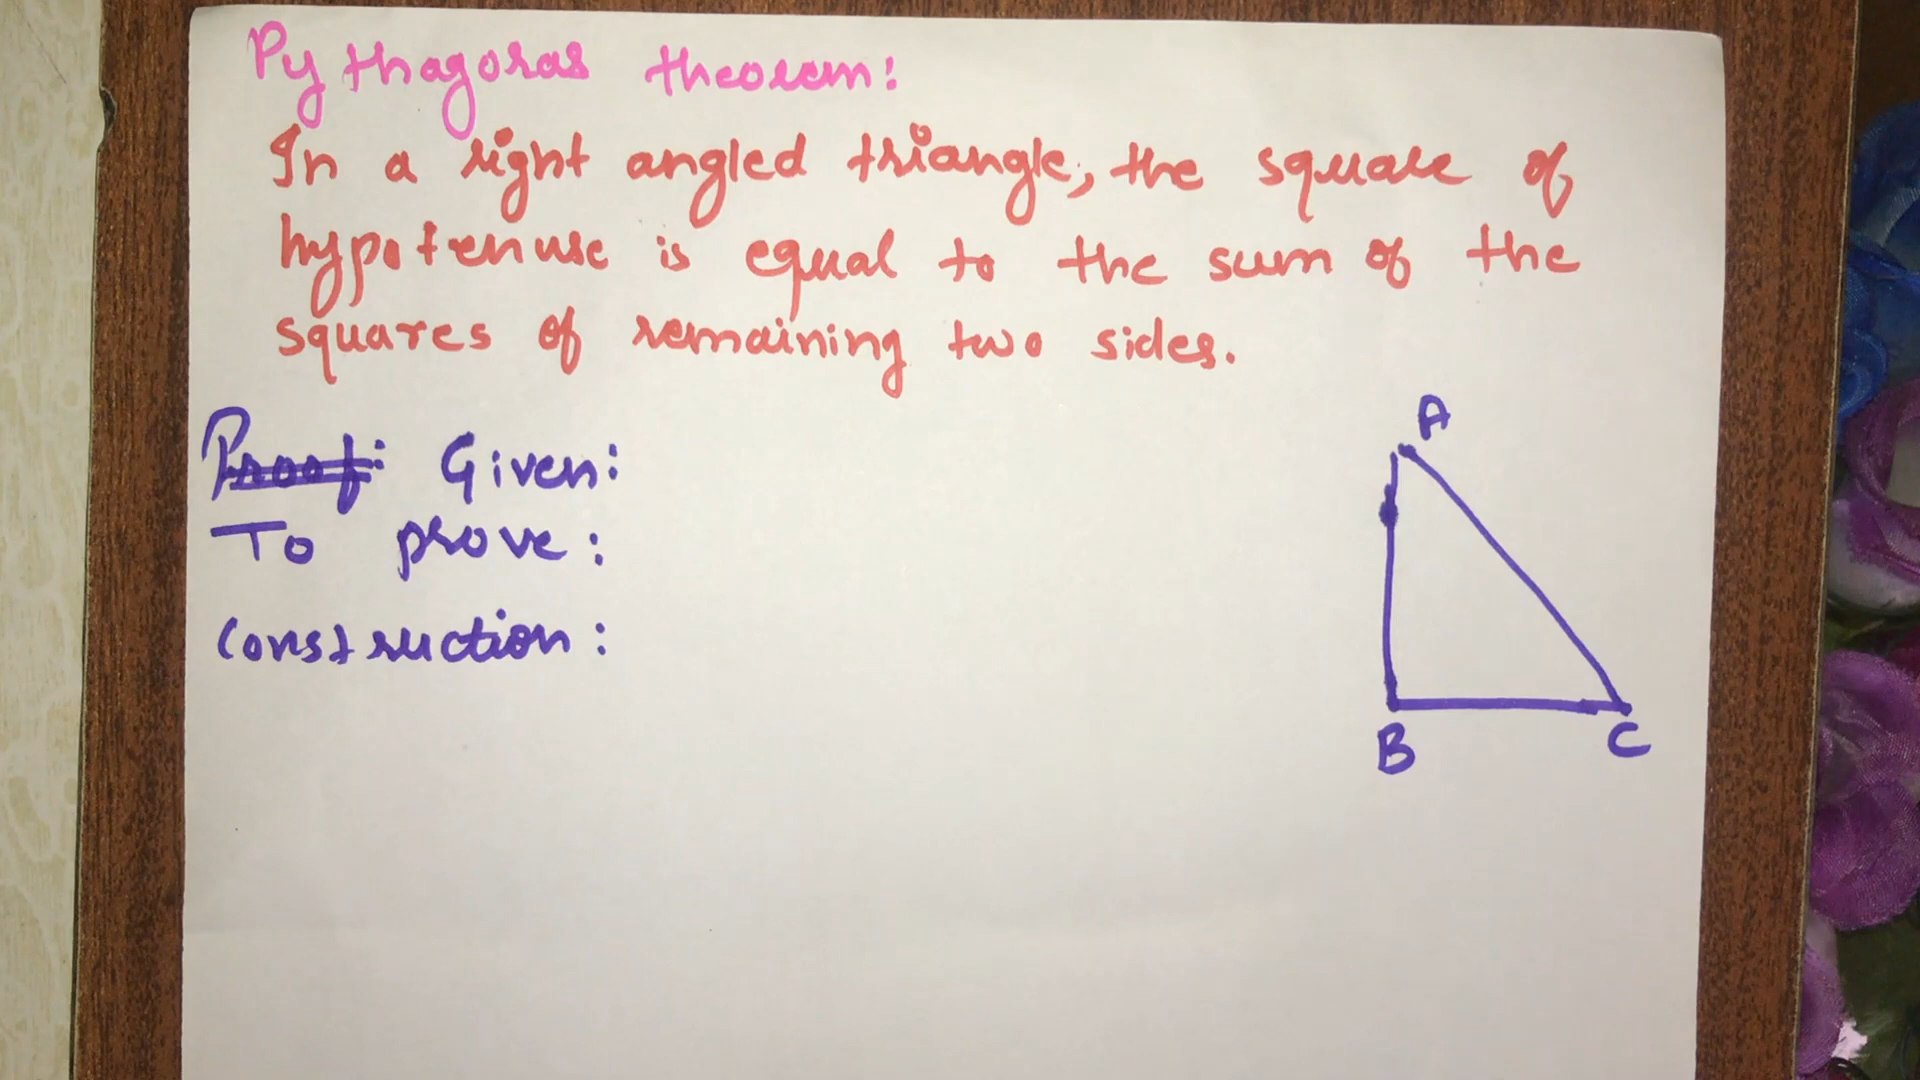 Pythagoras theorem:
In a right angled triangle, the square of
hypotenuse is equal to the sum of the
squares of remaining two sides.
Proof: Given:
To prove:
Construction:
A
B
C